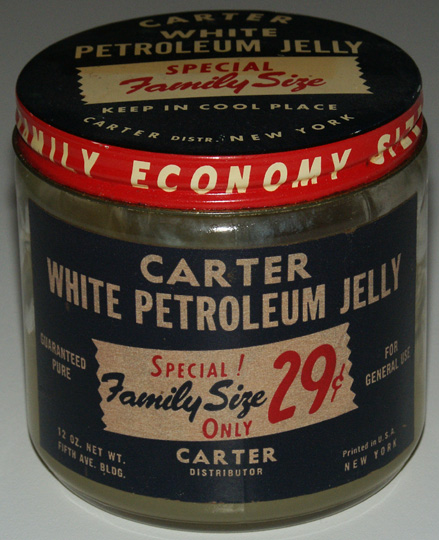 CARTER
WHITE
PETROLEUM JELLY
SPECIAL
Family Size
KEEP IN COOL PLACE
CARTER DISTR. NEW YORK
FAMILY ECONOMY SIZE
CARTER
WHITE PETROLEUM JELLY
GUARANTEED
PURE
SPECIAL!
Family Size
ONLY
29¢
FOR
GENERAL USE
12 OZ. NET WT.
FIFTH AVE. BLDG.
CARTER
DISTRIBUTOR
Printed in U.S.A.
NEW YORK